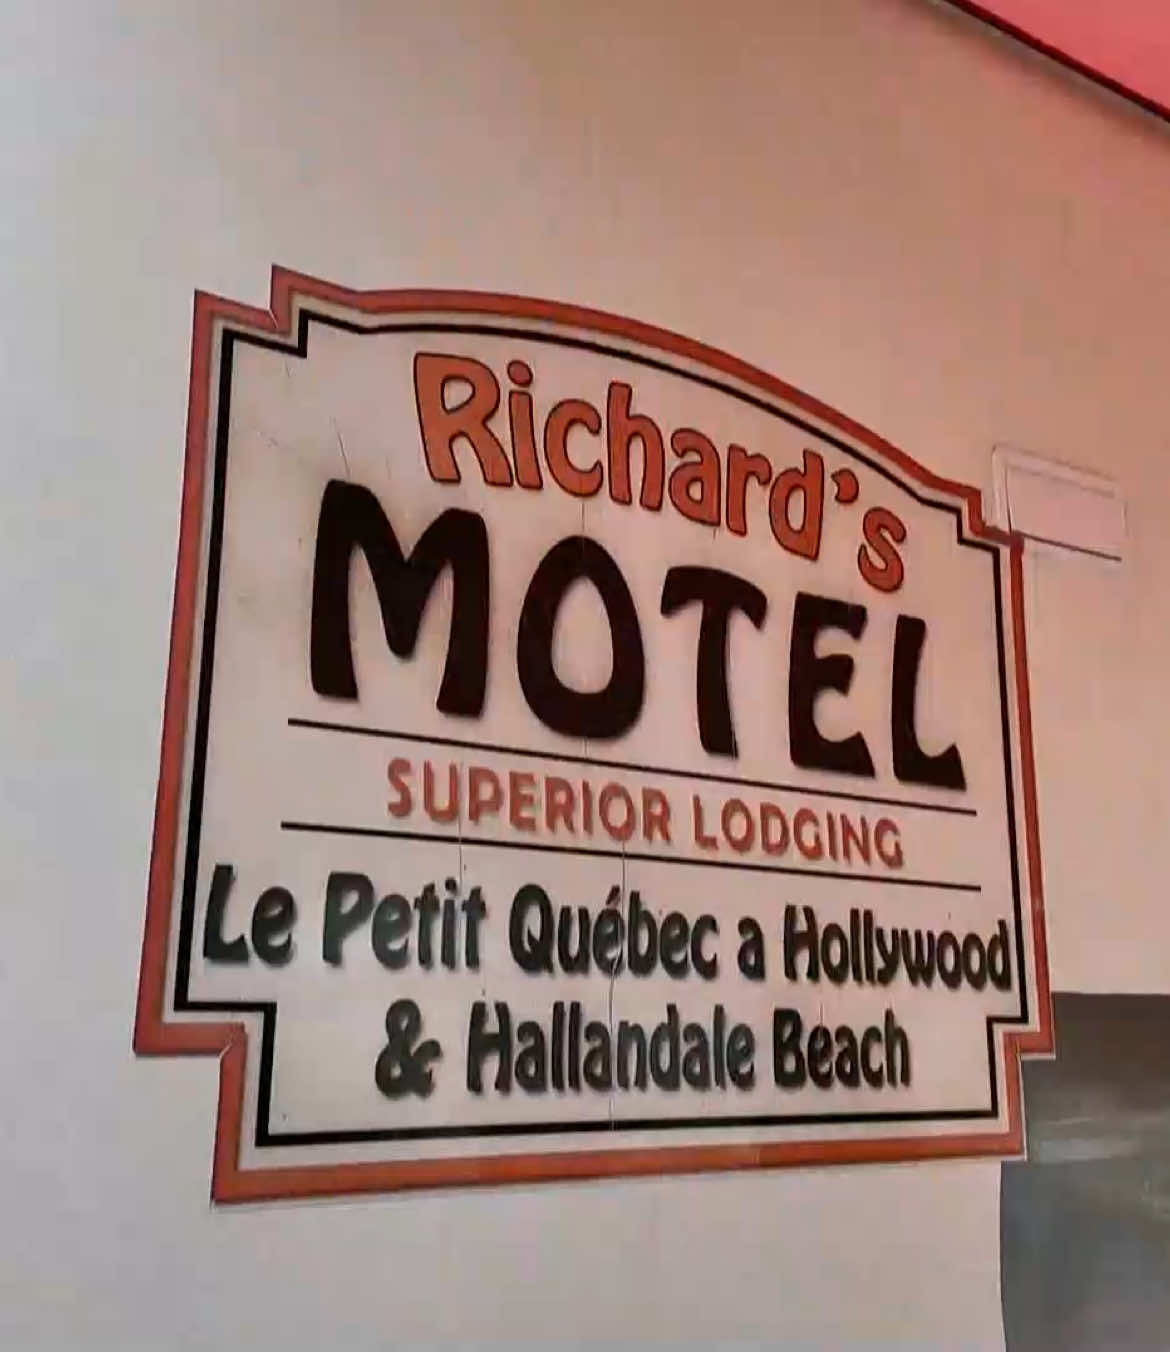 Richard's
MOTEL
SUPERIOR LODGING
Le Petit Québec a Hollywood
& Hallandale Beach